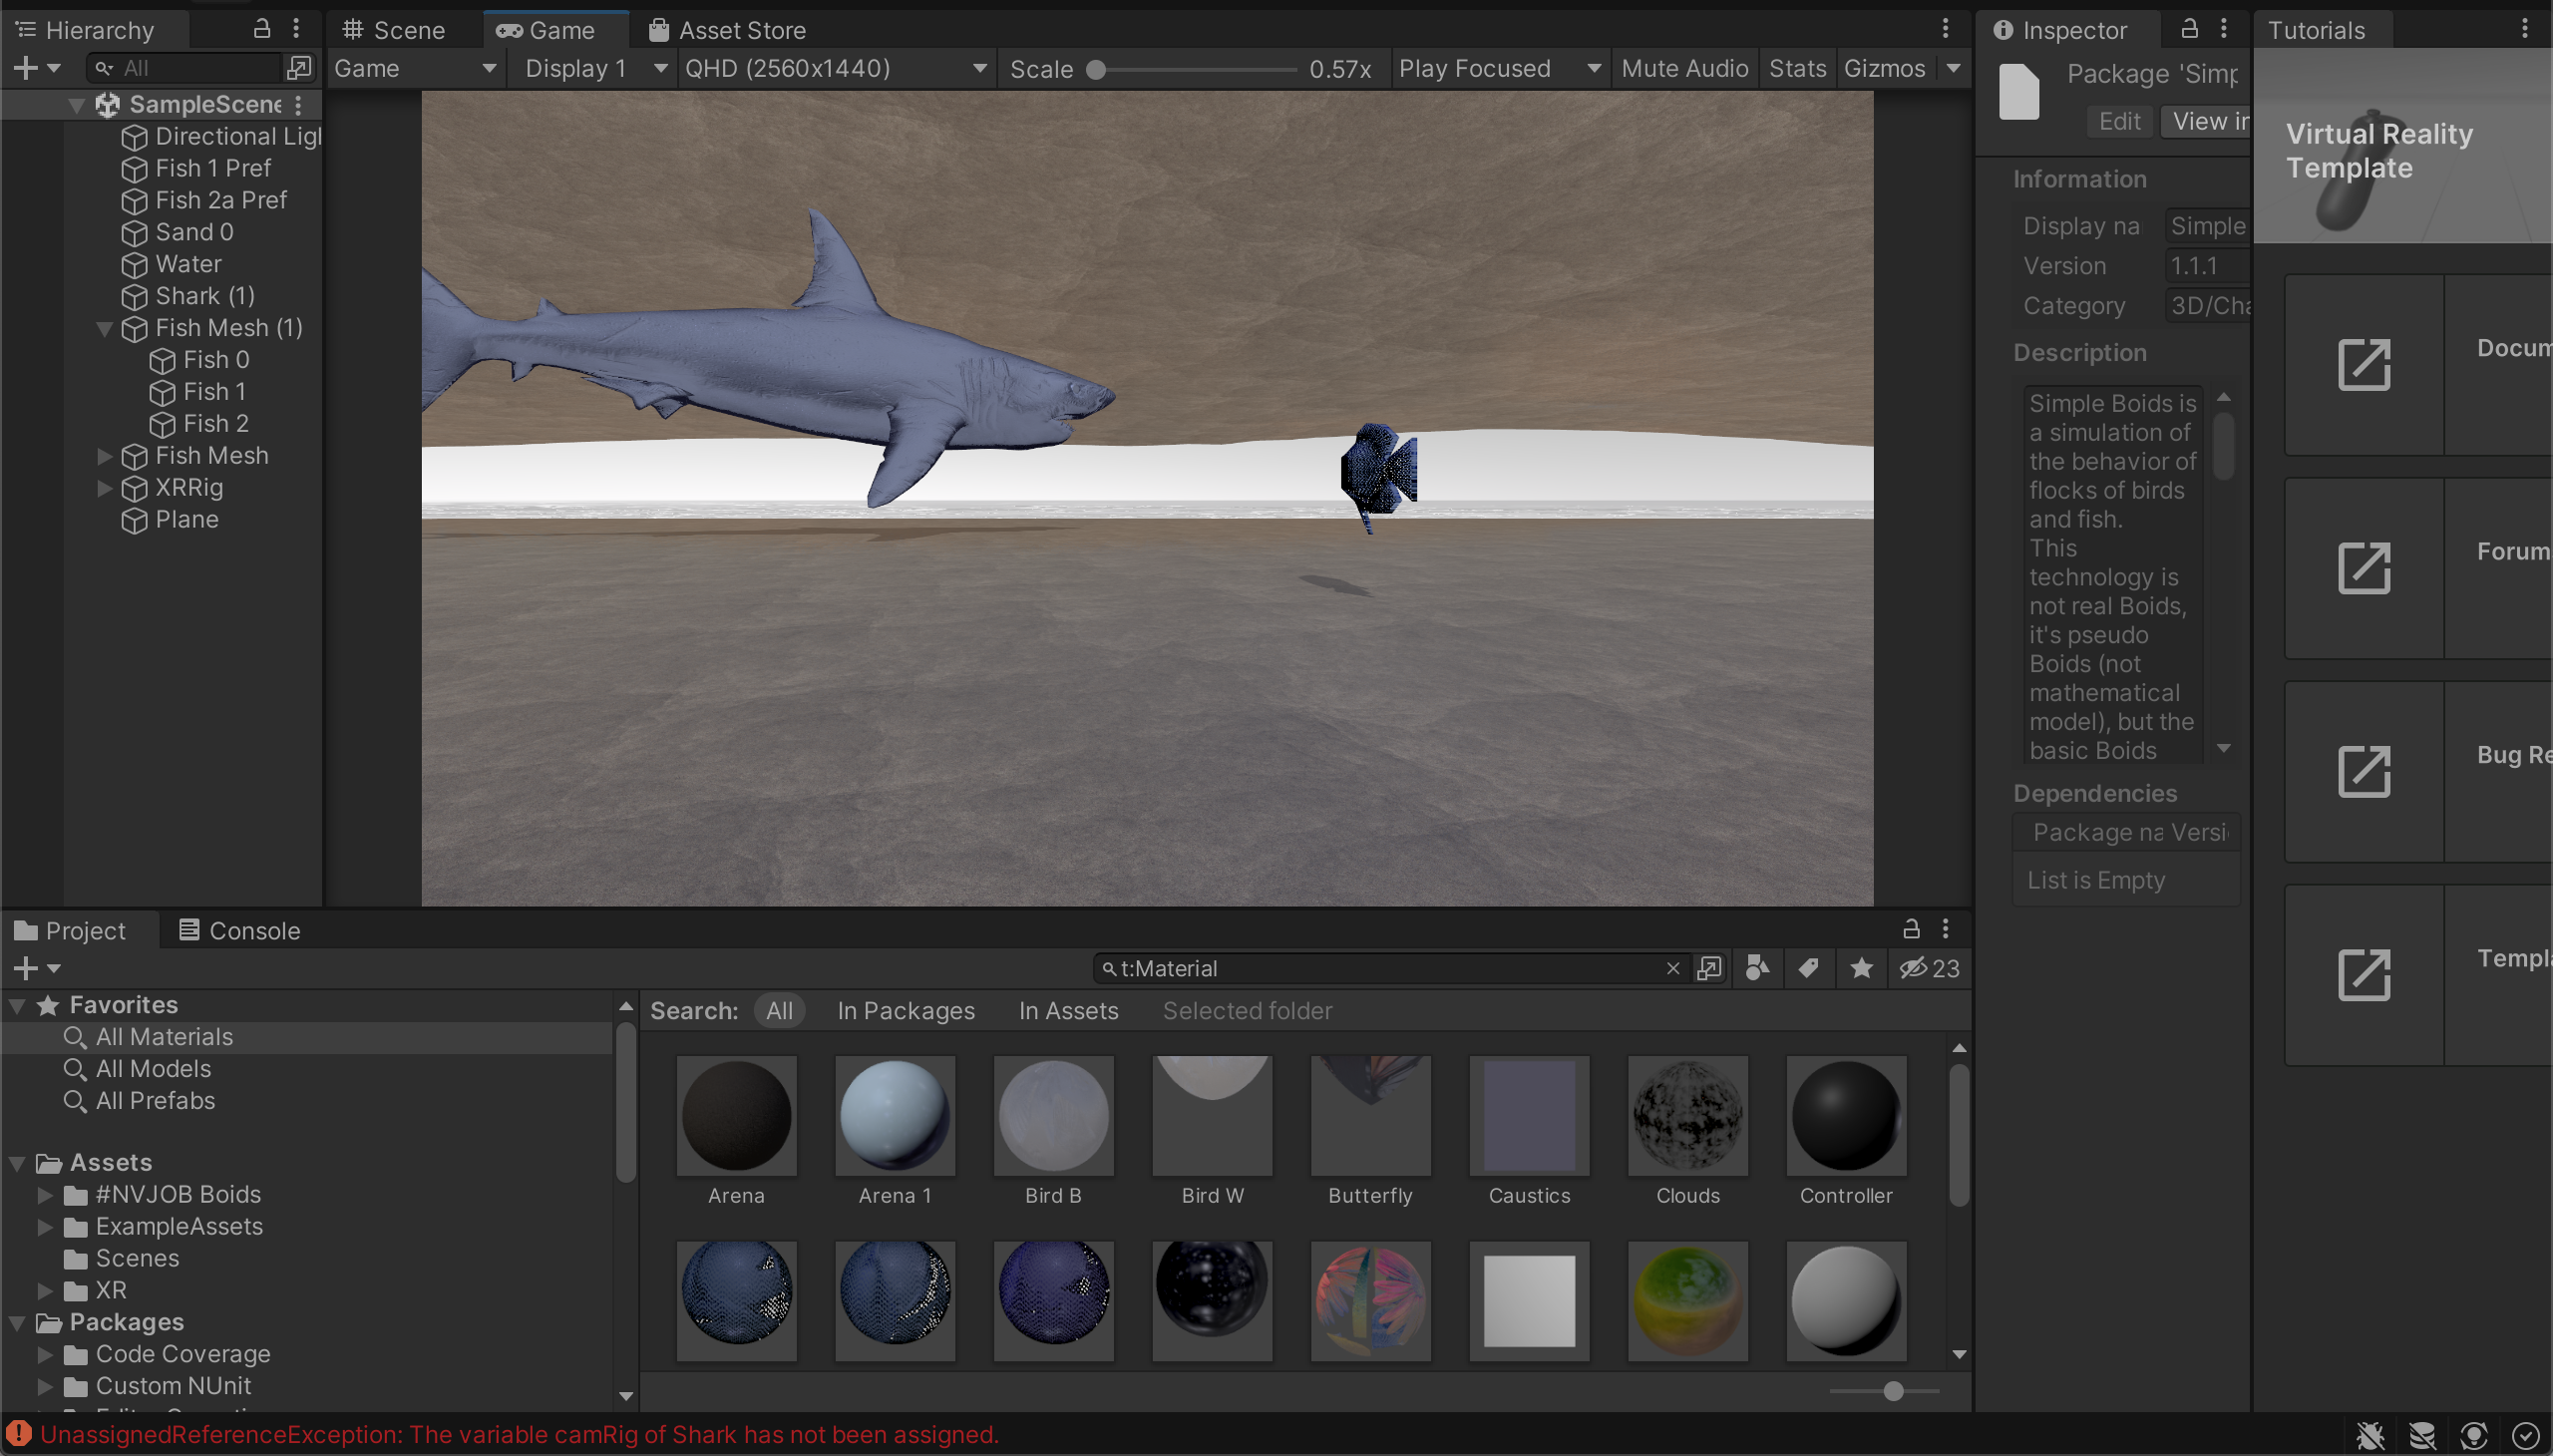 Hierarchy
All
SampleScene
Directional Ligh
Fish 1 Pref
Fish 2a Pref
Sand 0
Water
Shark (1)
Fish Mesh (1)
Fish 0
Fish 1
Fish 2
Fish Mesh
XRRig
Plane
Scene
Game
Asset Store
Game
Display 1
QHD (2560x1440)
Scale
0.57x
Play Focused
Mute Audio
Stats
Gizmos
Inspector
Package 'Simp
Edit
View in
Information
Display na
Simple
Version
1.1.1
Category
3D/Cha
Description
Simple Boids is
a simulation of
the behavior of
flocks of birds
and fish.
This
technology is
not real Boids,
it's pseudo
Boids (not
mathematical
model), but the
basic Boids
Dependencies
Package na Versi
List is Empty
Tutorials
Virtual Reality
Template
Docum
Forum
Bug Re
Templ
Project
Console
t:Material
23
Favorites
All Materials
All Models
All Prefabs
Assets
#NVJOB Boids
ExampleAssets
Scenes
XR
Packages
Code Coverage
Custom NUnit
Search:
All
In Packages
In Assets
Selected folder
Arena
Arena 1
Bird B
Bird W
Butterfly
Caustics
Clouds
Controller
UnassignedReferenceException: The variable camRig of Shark has not been assigned.